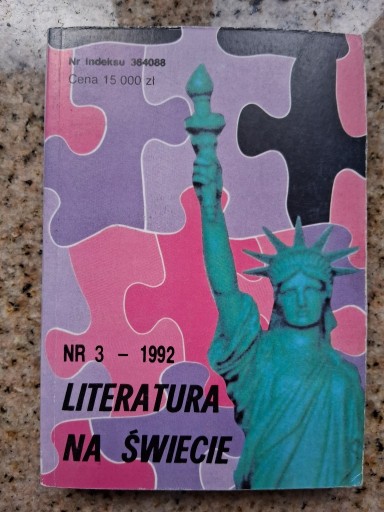 Nr Indeksu 364088
Cena 15 000 zł
NR 3 - 1992
LITERATURA
NA ŚWIECIE